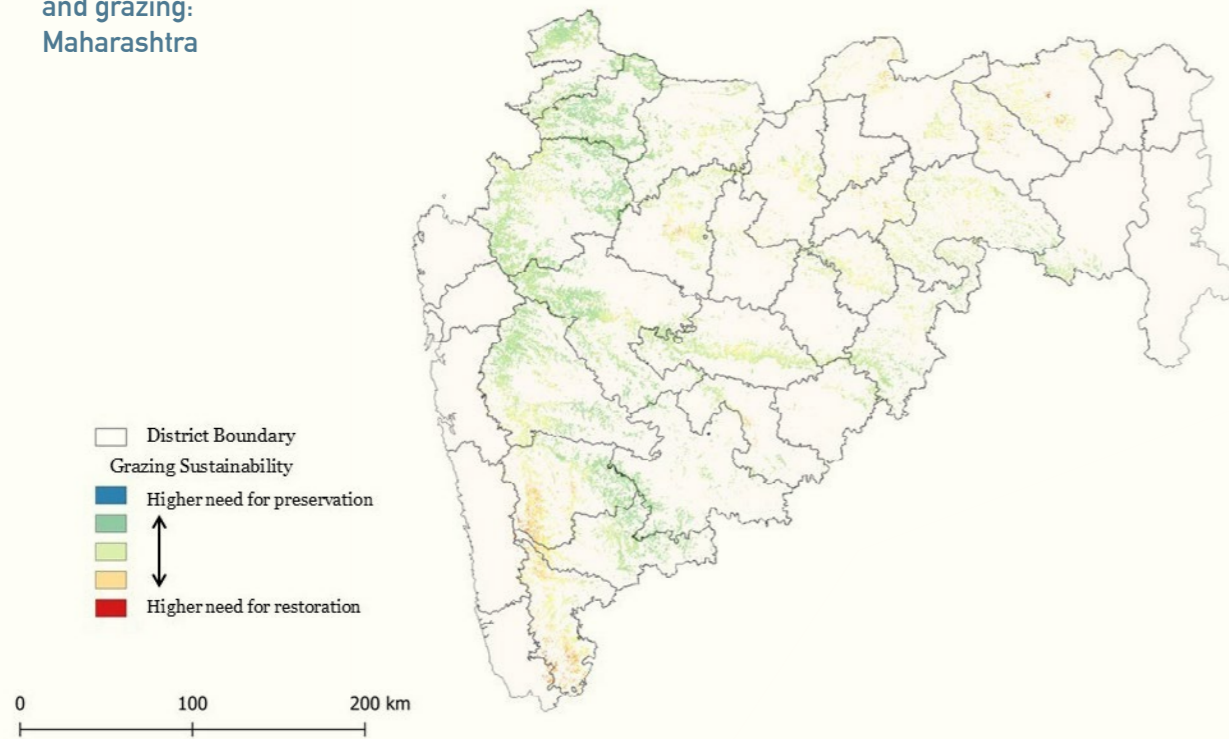 and grazing:
Maharashtra
District Boundary
Grazing Sustainability
Higher need for preservation
Higher need for restoration
0 100 200 km